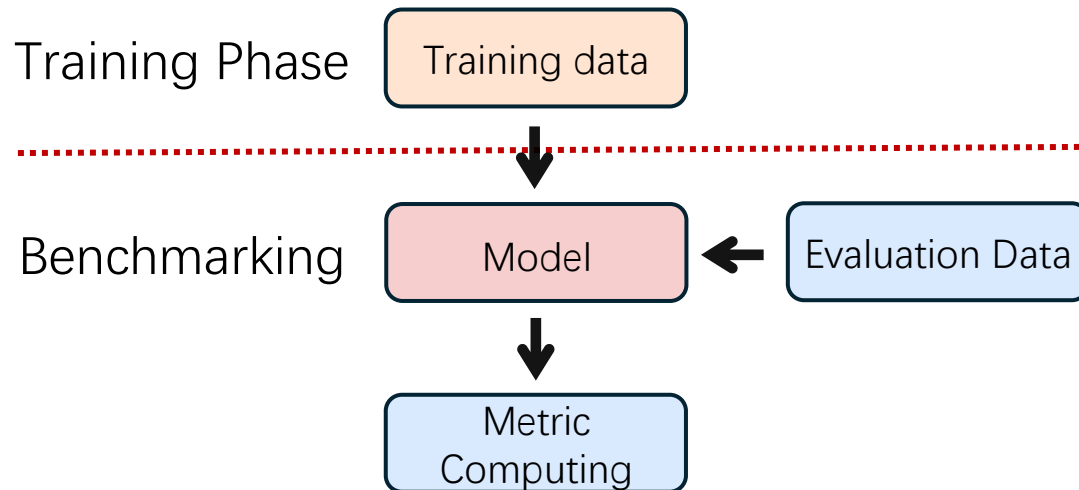 Training Phase
Training data
Benchmarking
Model
Evaluation Data
Metric
Computing